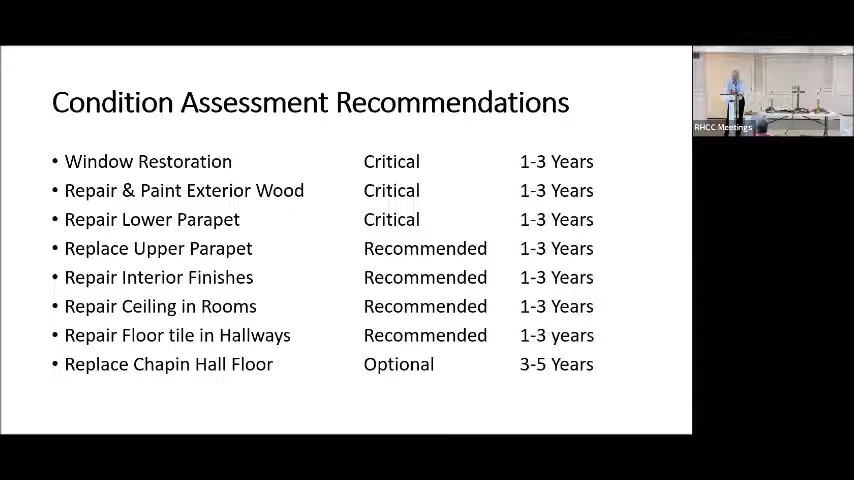 Condition Assessment Recommendations
• Window Restoration Critical 1-3 Years
• Repair & Paint Exterior Wood Critical 1-3 Years
• Repair Lower Parapet Critical 1-3 Years
• Replace Upper Parapet Recommended 1-3 Years
• Repair Interior Finishes Recommended 1-3 Years
• Repair Ceiling in Rooms Recommended 1-3 Years
• Repair Floor tile in Hallways Recommended 1-3 years
• Replace Chapin Hall Floor Optional 3-5 Years
RHCC Meetings